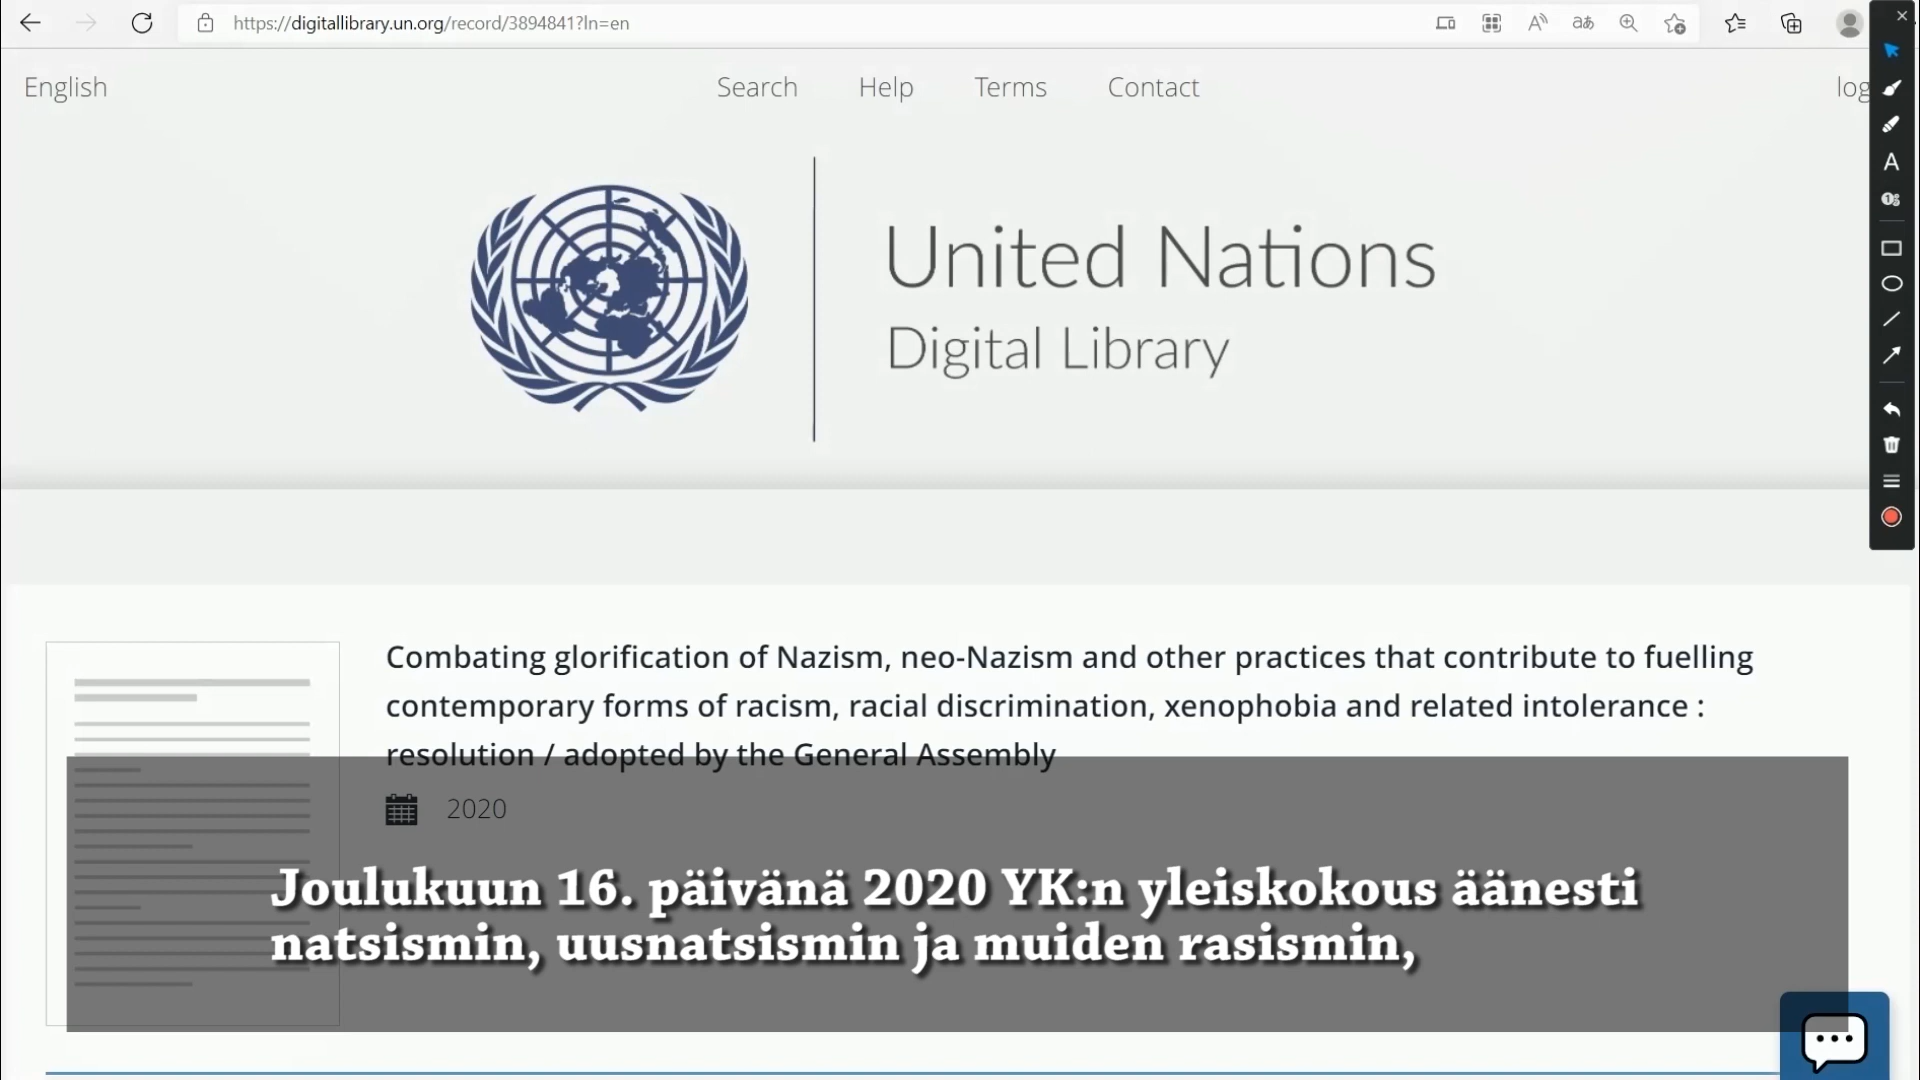 https://digitallibrary.un.org/record/3894841?ln=en
English Search Help Terms Contact log
United Nations
Digital Library
Combating glorification of Nazism, neo-Nazism and other practices that contribute to fuelling
contemporary forms of racism, racial discrimination, xenophobia and related intolerance :
resolution / adopted by the General Assembly
2020
Joulukuun 16. päivänä 2020 YK:n yleiskokous äänesti
natsismin, uusnatsismin ja muiden rasismin,